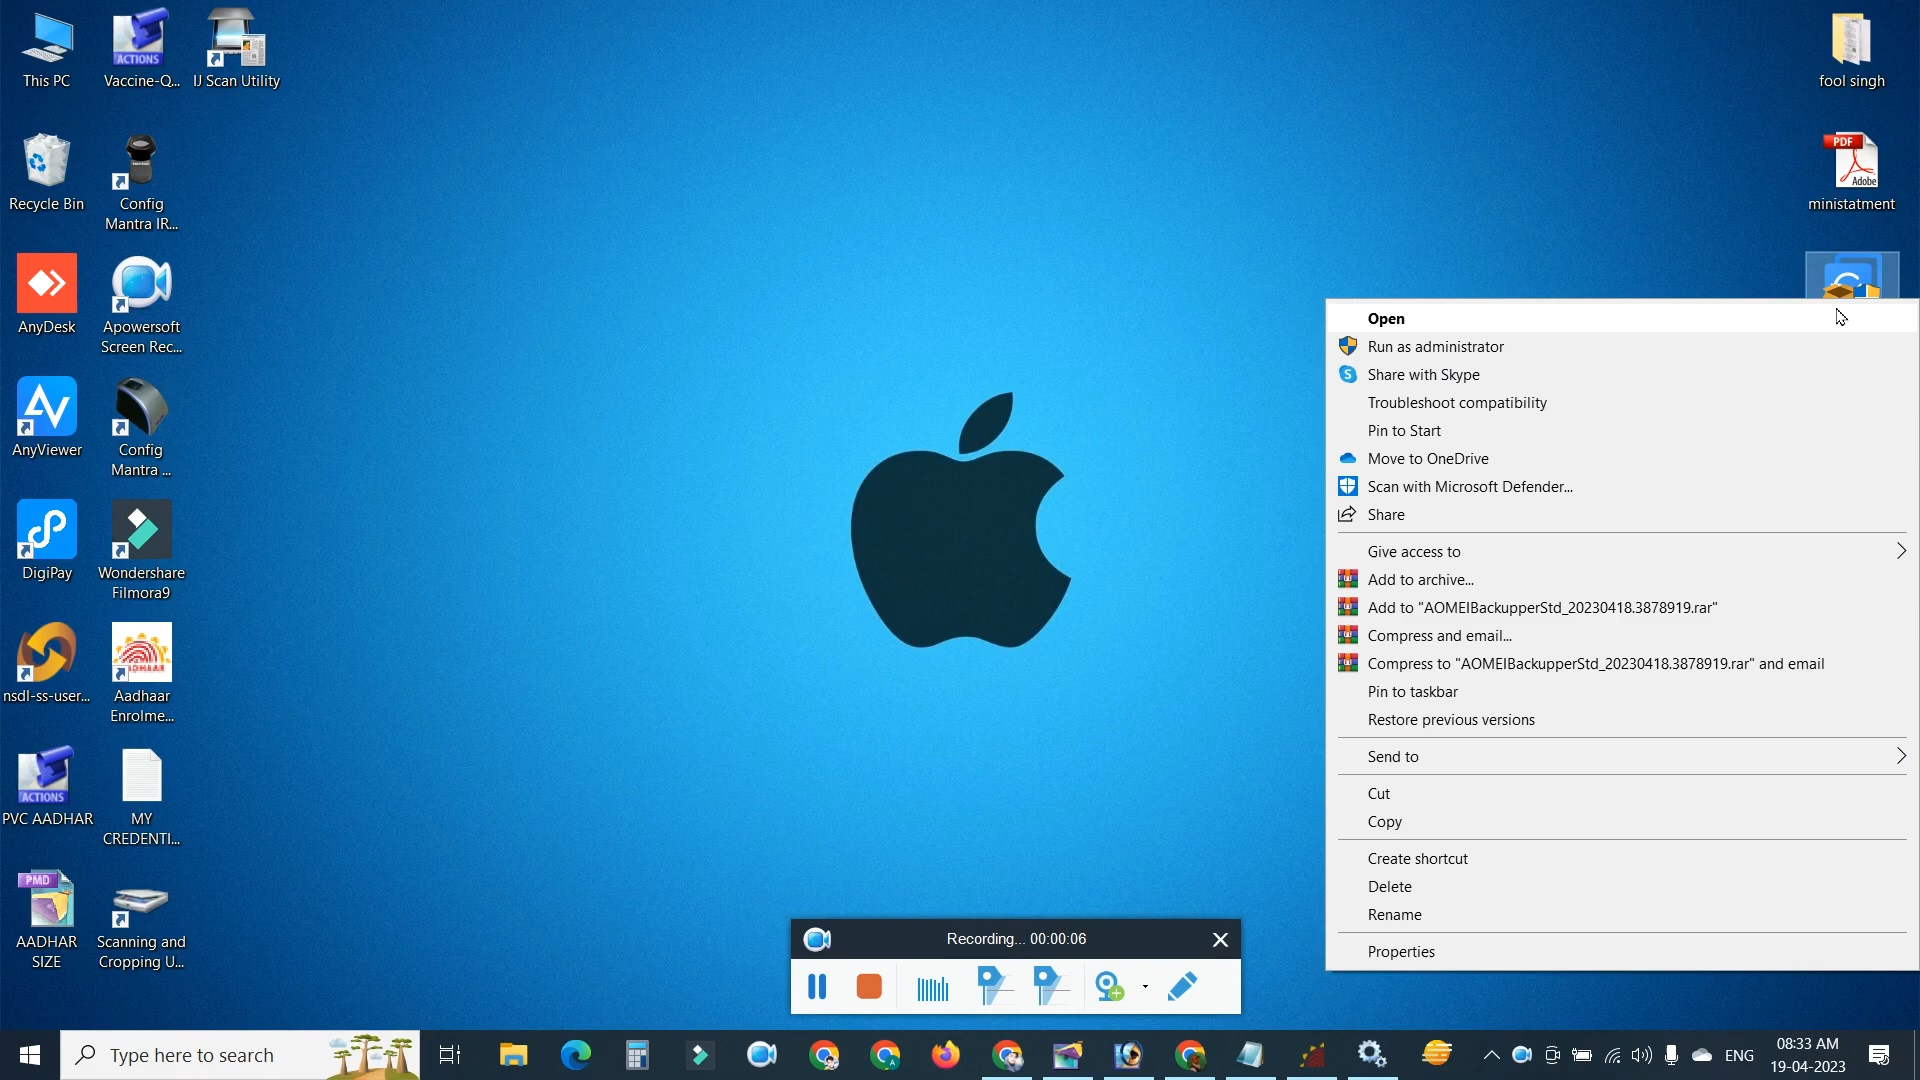 This PC
Vaccine-Q...
IJ Scan Utility
ACTIONS
Recycle Bin
Config
Mantra IR...
AnyDesk
Apowersoft
Screen Rec...
AnyViewer
Config
Mantra ...
DigiPay
Wondershare
Filmora9
nsdl-ss-user...
Aadhaar
Enrolme...
ACTIONS
PVC AADHAR
MY
CREDENTI...
PMD
AADHAR
SIZE
Scanning and
Cropping U...
fool singh
PDF
Adobe
ministatment
Open
Run as administrator
Share with Skype
Troubleshoot compatibility
Pin to Start
Move to OneDrive
Scan with Microsoft Defender...
Share
Give access to
Add to archive...
Add to "AOMEIBackupperStd_20230418.3878919.rar"
Compress and email...
Compress to "AOMEIBackupperStd_20230418.3878919.rar" and email
Pin to taskbar
Restore previous versions
Send to
Cut
Copy
Create shortcut
Delete
Rename
Properties
Recording... 00:00:06
Type here to search
ENG
08:33 AM
19-04-2023